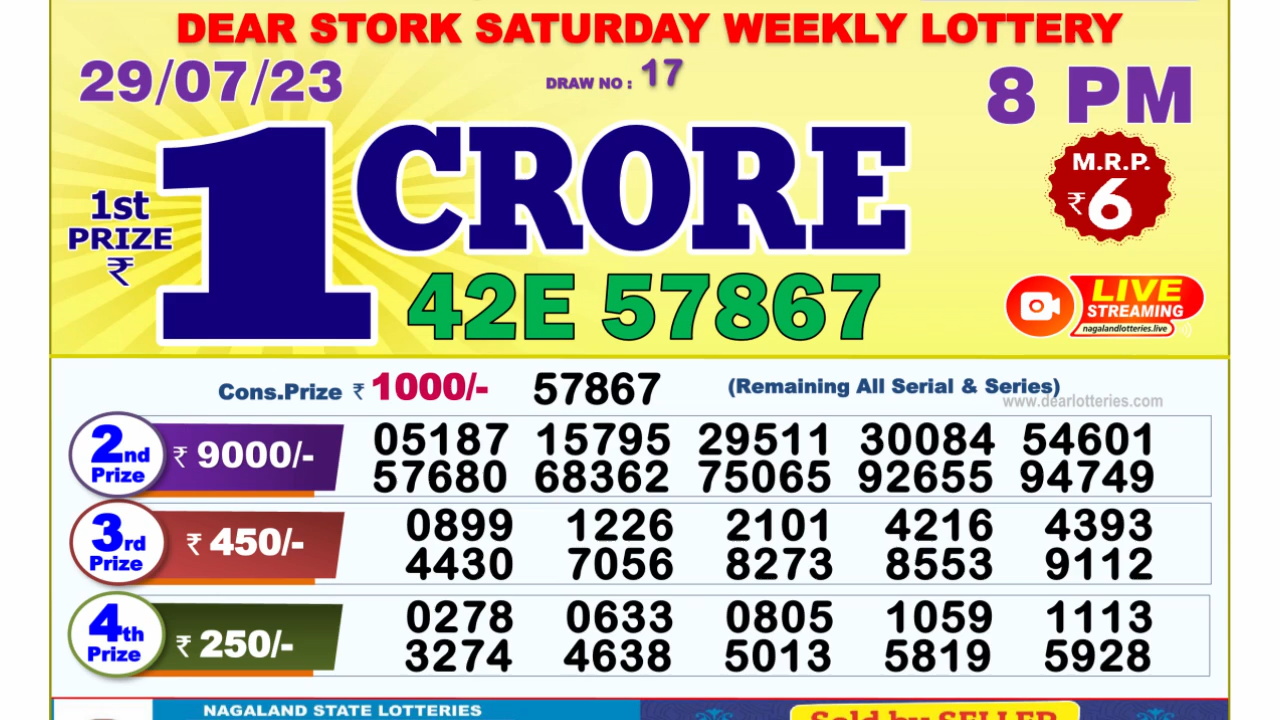 DEAR STORK SATURDAY WEEKLY LOTTERY
29/07/23
DRAW NO : 17
8 PM
1st
PRIZE
₹
1 CRORE
M.R.P.
₹6
42E 57867
LIVE
STREAMING
nagalandlotteries.live
Cons.Prize ₹ 1000/- 57867 (Remaining All Serial & Series)
www.dearlotteries.com
2nd
Prize
₹ 9000/-
05187 15795 29511 30084 54601
57680 68362 75065 92655 94749
3rd
Prize
₹ 450/-
0899 1226 2101 4216 4393
4430 7056 8273 8553 9112
4th
Prize
₹ 250/-
0278 0633 0805 1059 1113
3274 4638 5013 5819 5928
NAGALAND STATE LOTTERIES
Sold by SELLER